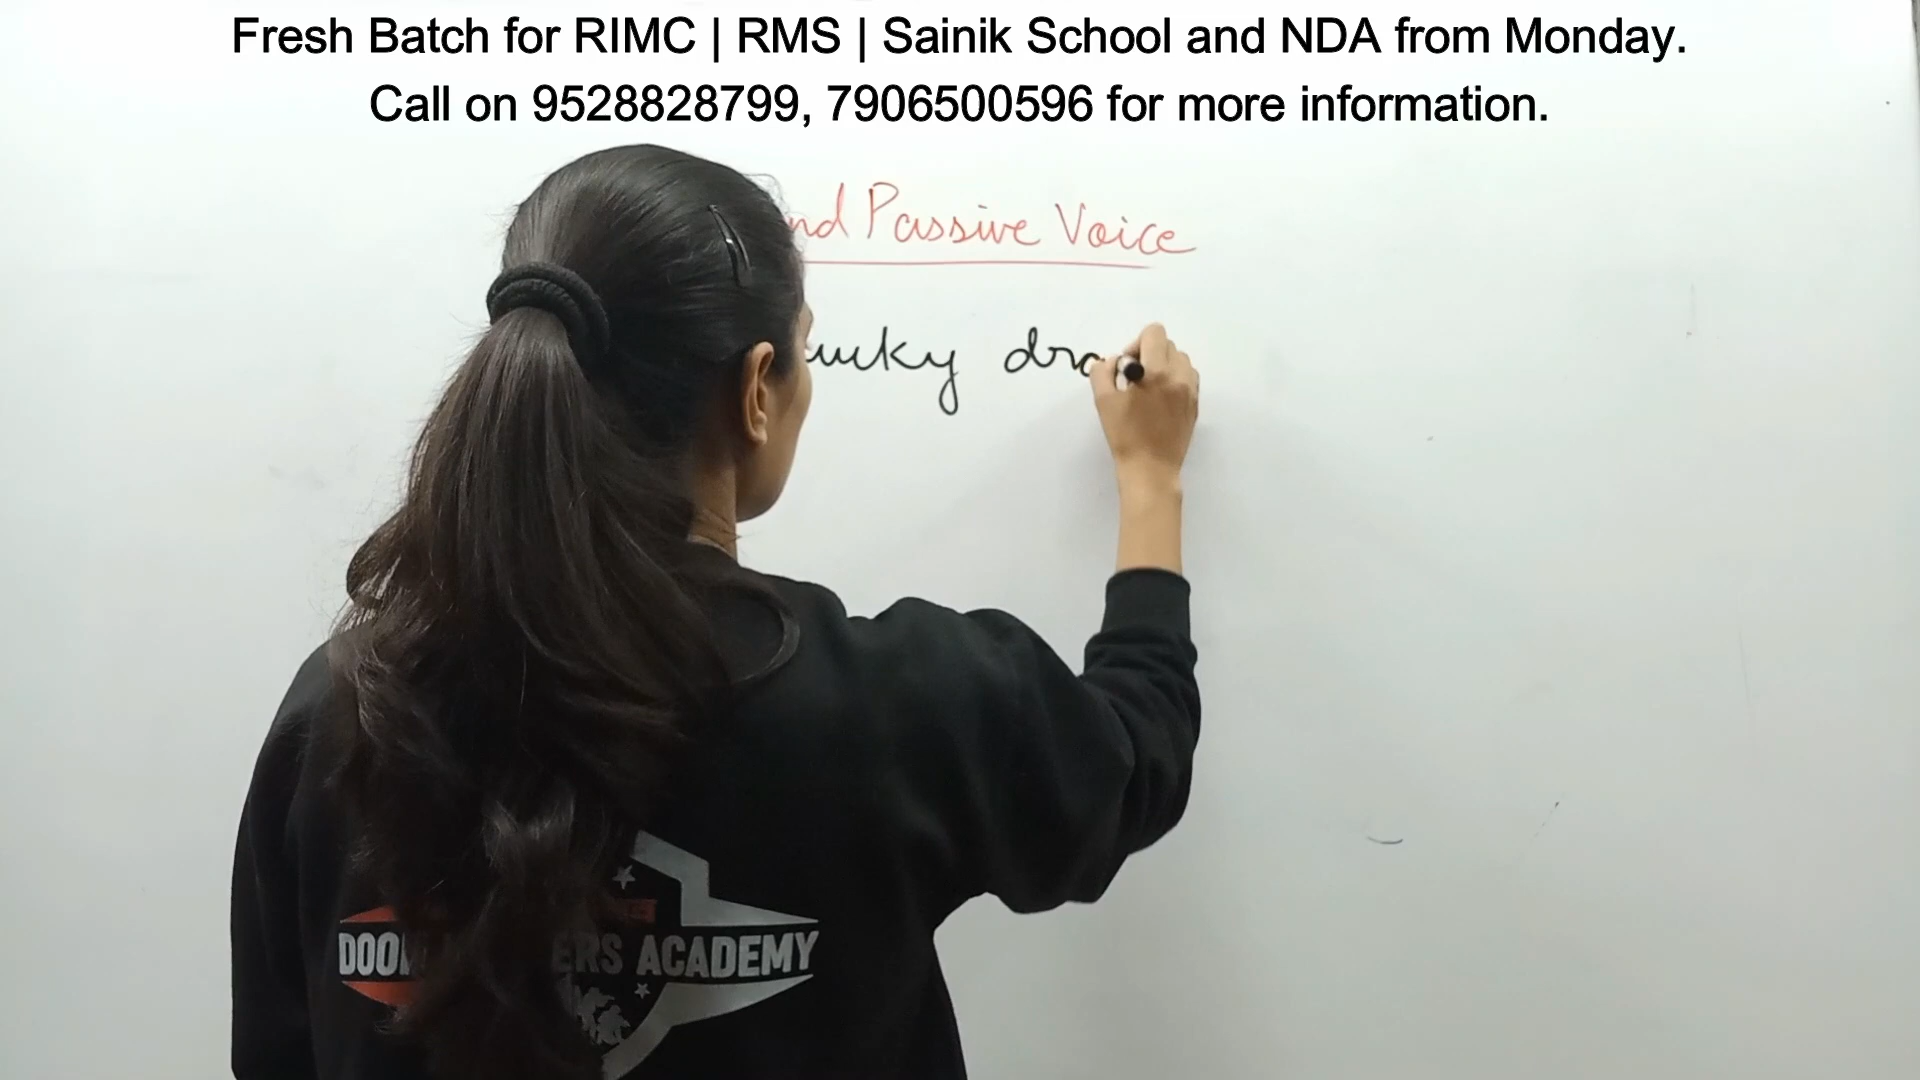 Fresh Batch for RIMC | RMS | Sainik School and NDA from Monday.
Call on 9528828799, 7906500596 for more information.
Passive Voice
ACADEMY